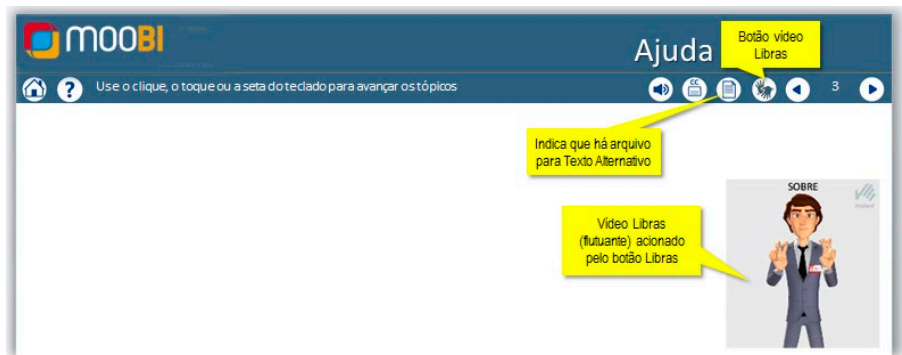 mooBI
Ajuda
Botão vídeo
Libras
Use o clique, o toque ou a seta do teclado para avançar os tópicos
CC
3
Indica que há arquivo
para Texto Alternativo
SOBRE
Vídeo Libras
(flutuante) acionado
pelo botão Libras